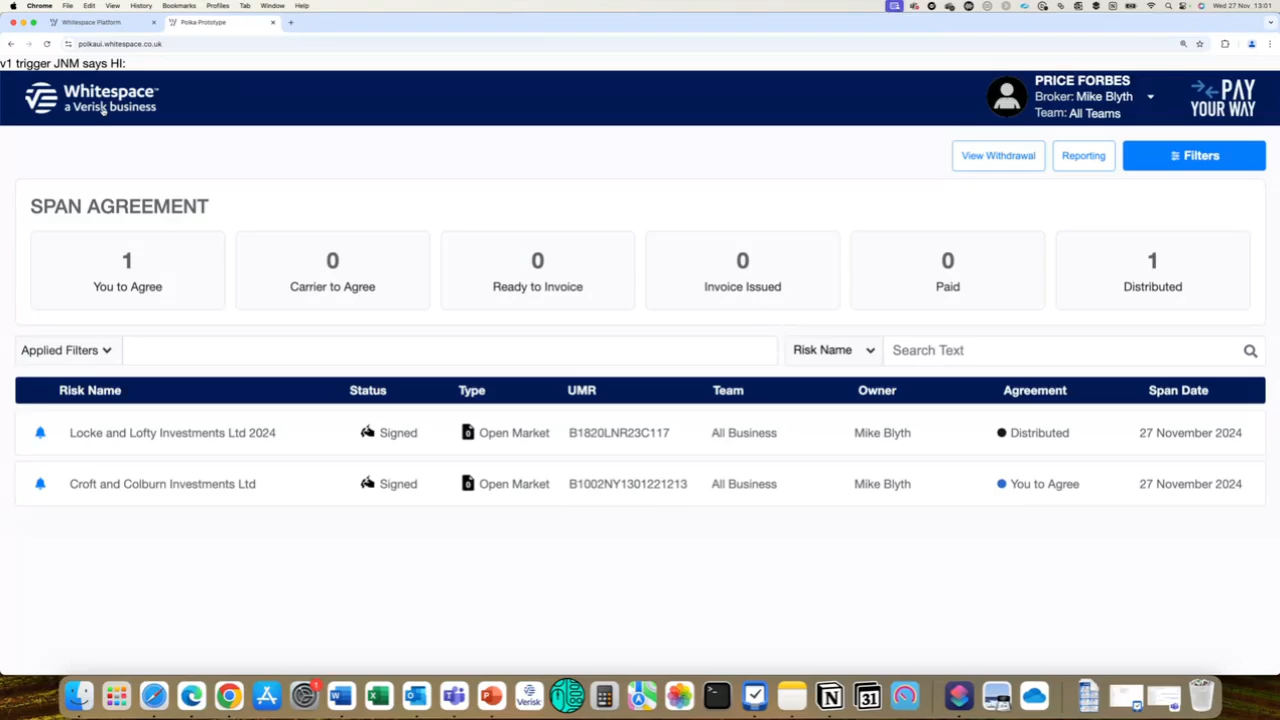 Chrome File Edit View History Bookmarks Profiles Tab Window Help
Wed 27 Nov 13:01
Whitespace Platform
Polka Prototype
polkaui.whitespace.co.uk
v1 trigger JNM says HI:
Whitespace™
a Verisk business
PRICE FORBES
Broker: Mike Blyth
Team: All Teams
PAY
YOUR WAY
View Withdrawal
Reporting
Filters
SPAN AGREEMENT
1 0 0 0 0 1
You to Agree Carrier to Agree Ready to Invoice Invoice Issued Paid Distributed
Applied Filters
Risk Name
Search Text
Risk Name Status Type UMR Team Owner Agreement Span Date
Locke and Lofty Investments Ltd 2024 Signed Open Market B1820LNR23C117 All Business Mike Blyth Distributed 27 November 2024
Croft and Colburn Investments Ltd Signed Open Market B1002NY1301221213 All Business Mike Blyth You to Agree 27 November 2024
1
Verisk
31